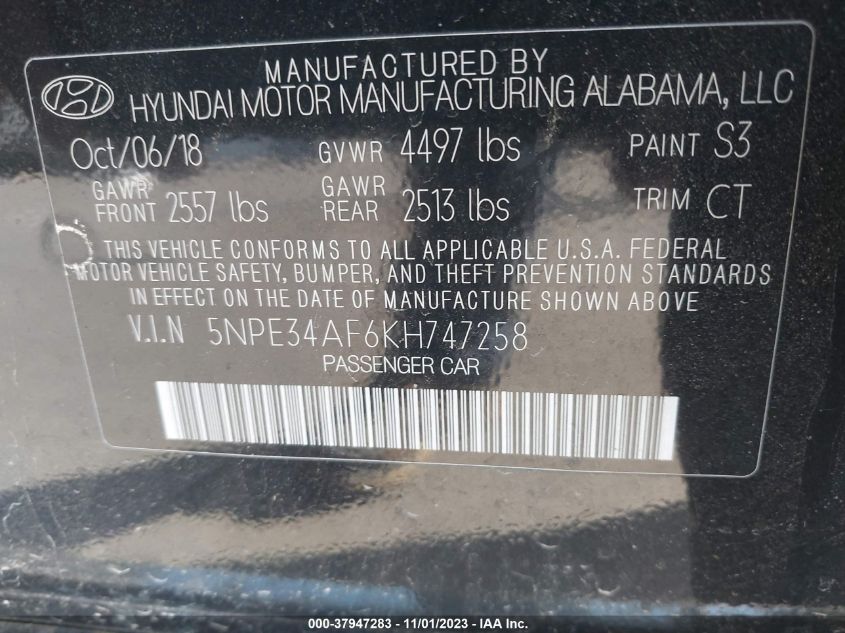 MANUFACTURED BY
HYUNDAI MOTOR MANUFACTURING ALABAMA, LLC
Oct/06/18 GVWR 4497 lbs PAINT S3
GAWR FRONT 2557 lbs GAWR REAR 2513 lbs TRIM CT
THIS VEHICLE CONFORMS TO ALL APPLICABLE U.S.A. FEDERAL
MOTOR VEHICLE SAFETY, BUMPER, AND THEFT PREVENTION STANDARDS
IN EFFECT ON THE DATE OF MANUFACTURE SHOWN ABOVE
V.I.N 5NPE34AF6KH747258
PASSENGER CAR
000-37947283 - 11/01/2023 - IAA Inc.